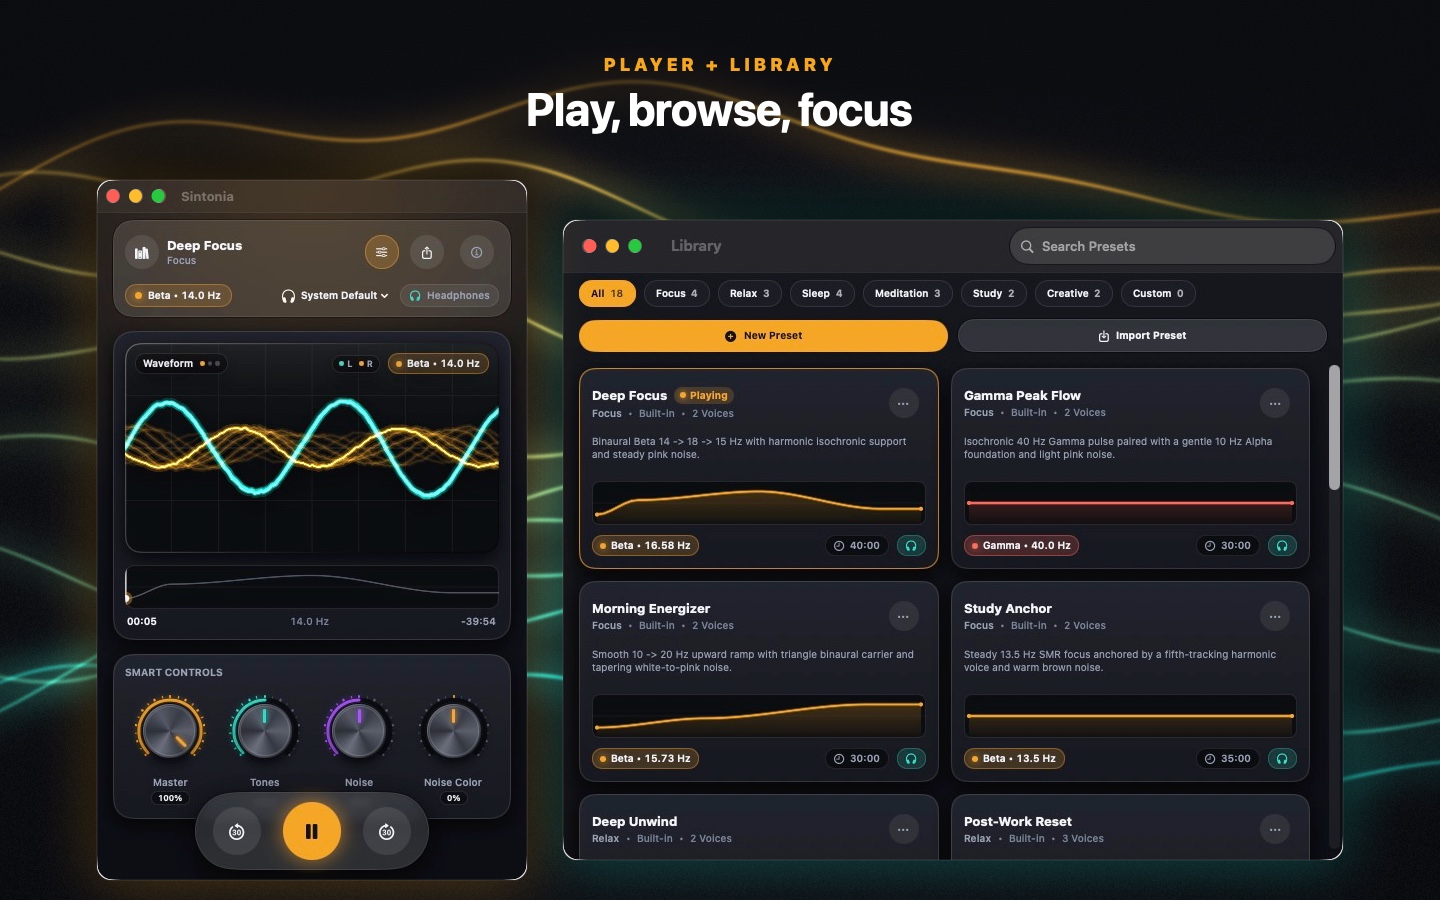 PLAYER + LIBRARY
Play, browse, focus
Sintonia
Deep Focus
Focus
Beta • 14.0 Hz
System Default
Headphones
Waveform
L R
Beta • 14.0 Hz
00:05
14.0 Hz
-39:54
SMART CONTROLS
Master
Tones
Noise
Noise Color
100%
0%
30
30
Library
Search Presets
All 18
Focus 4
Relax 3
Sleep 4
Meditation 3
Study 2
Creative 2
Custom 0
New Preset
Import Preset
Deep Focus
Playing
Focus • Built-in • 2 Voices
Binaural Beta 14 -> 18 -> 15 Hz with harmonic isochronic support
and steady pink noise.
Beta • 16.58 Hz
40:00
Gamma Peak Flow
Focus • Built-in • 2 Voices
Isochronic 40 Hz Gamma pulse paired with a gentle 10 Hz Alpha
foundation and light pink noise.
Gamma • 40.0 Hz
30:00
Morning Energizer
Focus • Built-in • 2 Voices
Smooth 10 -> 20 Hz upward ramp with triangle binaural carrier and
tapering white-to-pink noise.
Beta • 15.73 Hz
30:00
Study Anchor
Focus • Built-in • 2 Voices
Steady 13.5 Hz SMR focus anchored by a fifth-tracking harmonic
voice and warm brown noise.
Beta • 13.5 Hz
35:00
Deep Unwind
Relax • Built-in • 2 Voices
Post-Work Reset
Relax • Built-in • 3 Voices